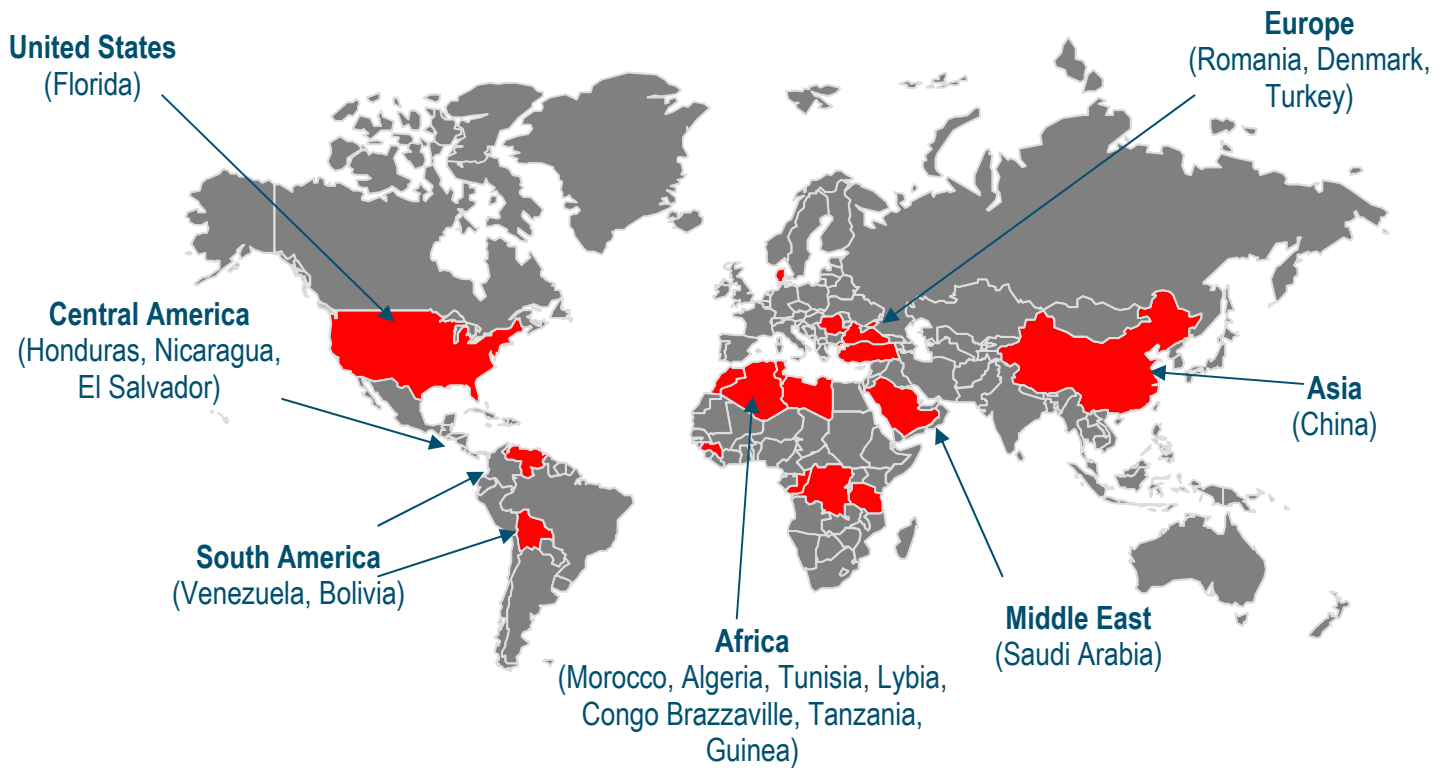 United States
(Florida)
Europe
(Romania, Denmark,
Turkey)
Central America
(Honduras, Nicaragua,
El Salvador)
Asia
(China)
South America
(Venezuela, Bolivia)
Middle East
(Saudi Arabia)
Africa
(Morocco, Algeria, Tunisia, Lybia,
Congo Brazzaville, Tanzania,
Guinea)